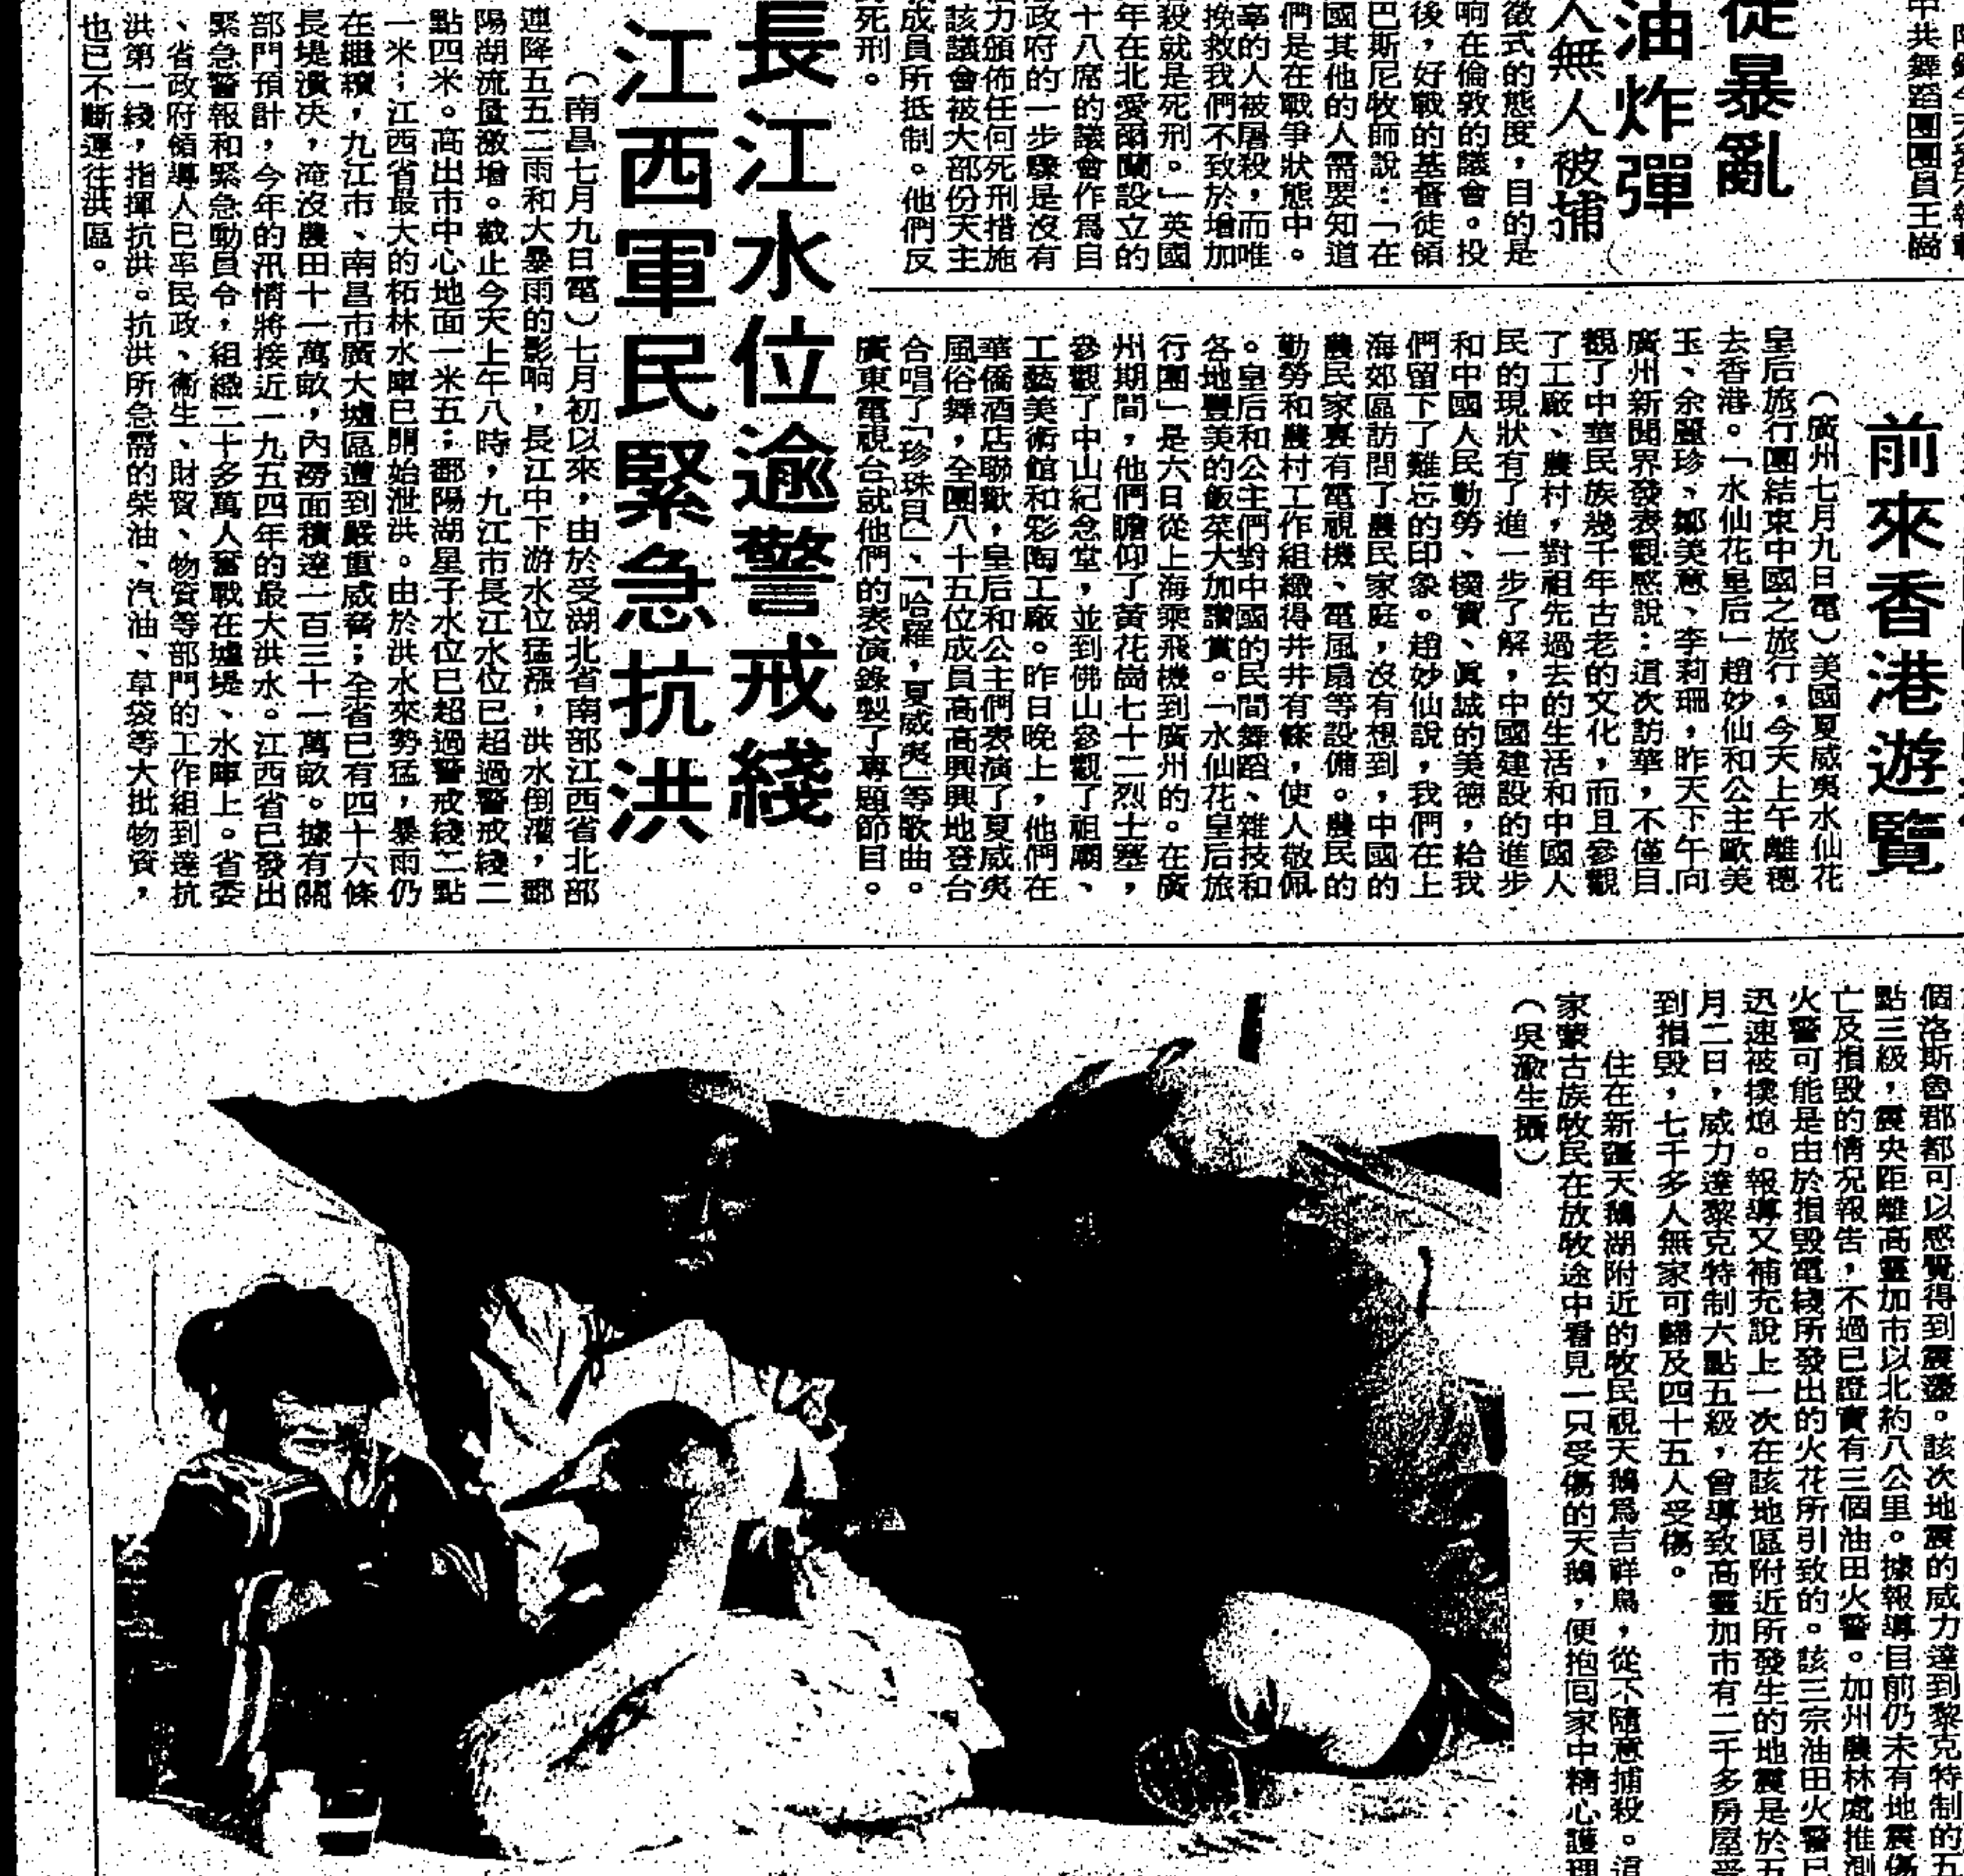 中共舞蹈團團員王崗
徒暴亂
油炸彈
人無人被捕
徵式的態度，目的是
响在倫敦的議會。投
後，好戰的基督徒領
巴斯尼牧師說：「在
國其他的人需要知道
們是在戰爭狀態中。
辜的人被屠殺，而唯
挽救我們不致於增加
殺就是死刑。」英國
年在北愛爾蘭設立的
十八席的議會作爲自
政府的一步驟是沒有
力頒佈任何死刑措施
該議會被大部份天主
成員所抵制。他們反
死刑。
前來香港遊覽
（廣州七月九日電）美國夏威夷水仙花
皇后旅行團結束中國之旅行，今天上午離穗
去香港。「水仙花皇后」趙妙仙和公主歐美
玉、余麗珍、鄒美意、李莉珊，昨天下午向
廣州新聞界發表觀感說：這次訪華，不僅目
覩了中華民族幾千年古老的文化，而且參觀
了工廠、農村，對祖先過去的生活和中國人
民的現狀有了進一步了解，中國建設的進步
和中國人民勤勞、樸實、眞誠的美德，給我
們留下了難忘的印象。趙妙仙說，我們在上
海郊區訪問了農民家庭，沒有想到，中國的
農民家裏有電視機、電風扇等設備。農民的
勤勞和農村工作組織得井井有條，使人敬佩
。皇后和公主們對中國的民間舞蹈、雜技和
各地豐美的飯菜大加讚賞。「水仙花皇后旅
行團」是六日從上海乘飛機到廣州的。在廣
州期間，他們瞻仰了黃花崗七十二烈士墓，
參觀了中山紀念堂，並到佛山參觀了祖廟、
工藝美術館和彩陶工廠。昨日晚上，他們在
華僑酒店聯歡，皇后和公主們表演了夏威夷
風俗舞，全團八十五位成員高高興興地登台
合唱了「珍珠貝」、「哈羅，夏威夷」等歌曲。
廣東電視台就他們的表演錄製了專題節目。
長江水位逾警戒綫
江西軍民緊急抗洪
（南昌七月九日電）七月初以來，由於受湖北省南部江西省北部
連降五五二雨和大暴雨的影响，長江中下游水位猛漲，洪水倒灌，鄱
陽湖流量激增。截止今天上午八時，九江市長江水位已超過警戒綫二
點四米。高出市中心地面一米五；鄱陽湖星子水位已超過警戒綫二點
一米；江西省最大的柘林水庫已開始泄洪。由於洪水來勢猛，暴雨仍
在繼續，九江市、南昌市廣大墟區遭到嚴重威脅；全省已有四十六條
長堤潰决，淹沒農田十一萬畝，內澇面積達一百三十一萬畝。據有關
部門預計，今年的汛情將接近一九五四年的最大洪水。江西省已發出
緊急警報和緊急動員令，組織二十多萬人奮戰在墟堤、水庫上。省委
、省政府領導人已率民政、衞生、財貿、物資等部門的工作組到達抗
洪第一綫，指揮抗洪。抗洪所急需的柴油、汽油、草袋等大批物資，
也已不斷運往洪區。
個洛斯魯郡都可以感覺得到震盪。該次地震的威力達到黎克特制的五
點三級，震央距離高靈加市以北約八公里。據報導目前仍未有地震傷
亡及損毀的情况報告，不過已證實有三個油田火警。加州農林處推測
火警可能是由於損毀電綫所發出的火花所引致的。該三宗油田火警已
迅速被撲熄。報導又補充說上一次在該地區附近所發生的地震是於五
月二日，威力達黎克特制六點五級，曾導致高靈加市有二千多房屋受
到損毀，七千多人無家可歸及四十五人受傷。
住在新疆天鵝湖附近的牧民視天鵝爲吉祥鳥，從不隨意捕殺。這
家蒙古族牧民在放牧途中看見一只受傷的天鵝，便抱回家中精心護理
（吳渝生攝）